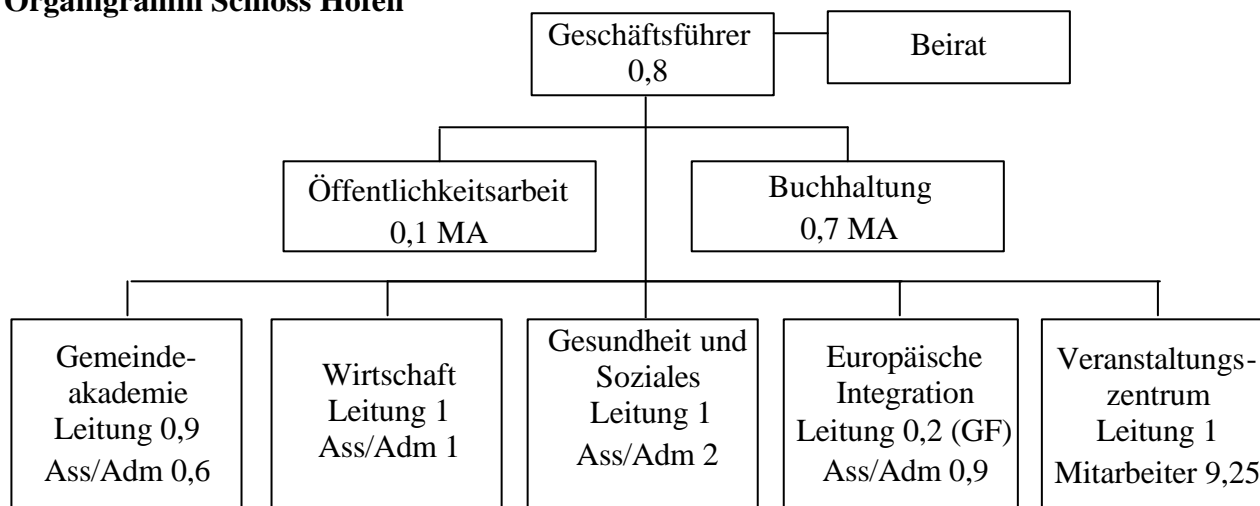 Organigramm Schloss Hofen
Geschäftsführer
0,8
Beirat
Öffentlichkeitsarbeit
0,1 MA
Buchhaltung
0,7 MA
Gemeinde-
akademie
Leitung 0,9
Ass/Adm 0,6
Wirtschaft
Leitung 1
Ass/Adm 1
Gesundheit und
Soziales
Leitung 1
Ass/Adm 2
Europäische
Integration
Leitung 0,2 (GF)
Ass/Adm 0,9
Veranstaltungs-
zentrum
Leitung 1
Mitarbeiter 9,25